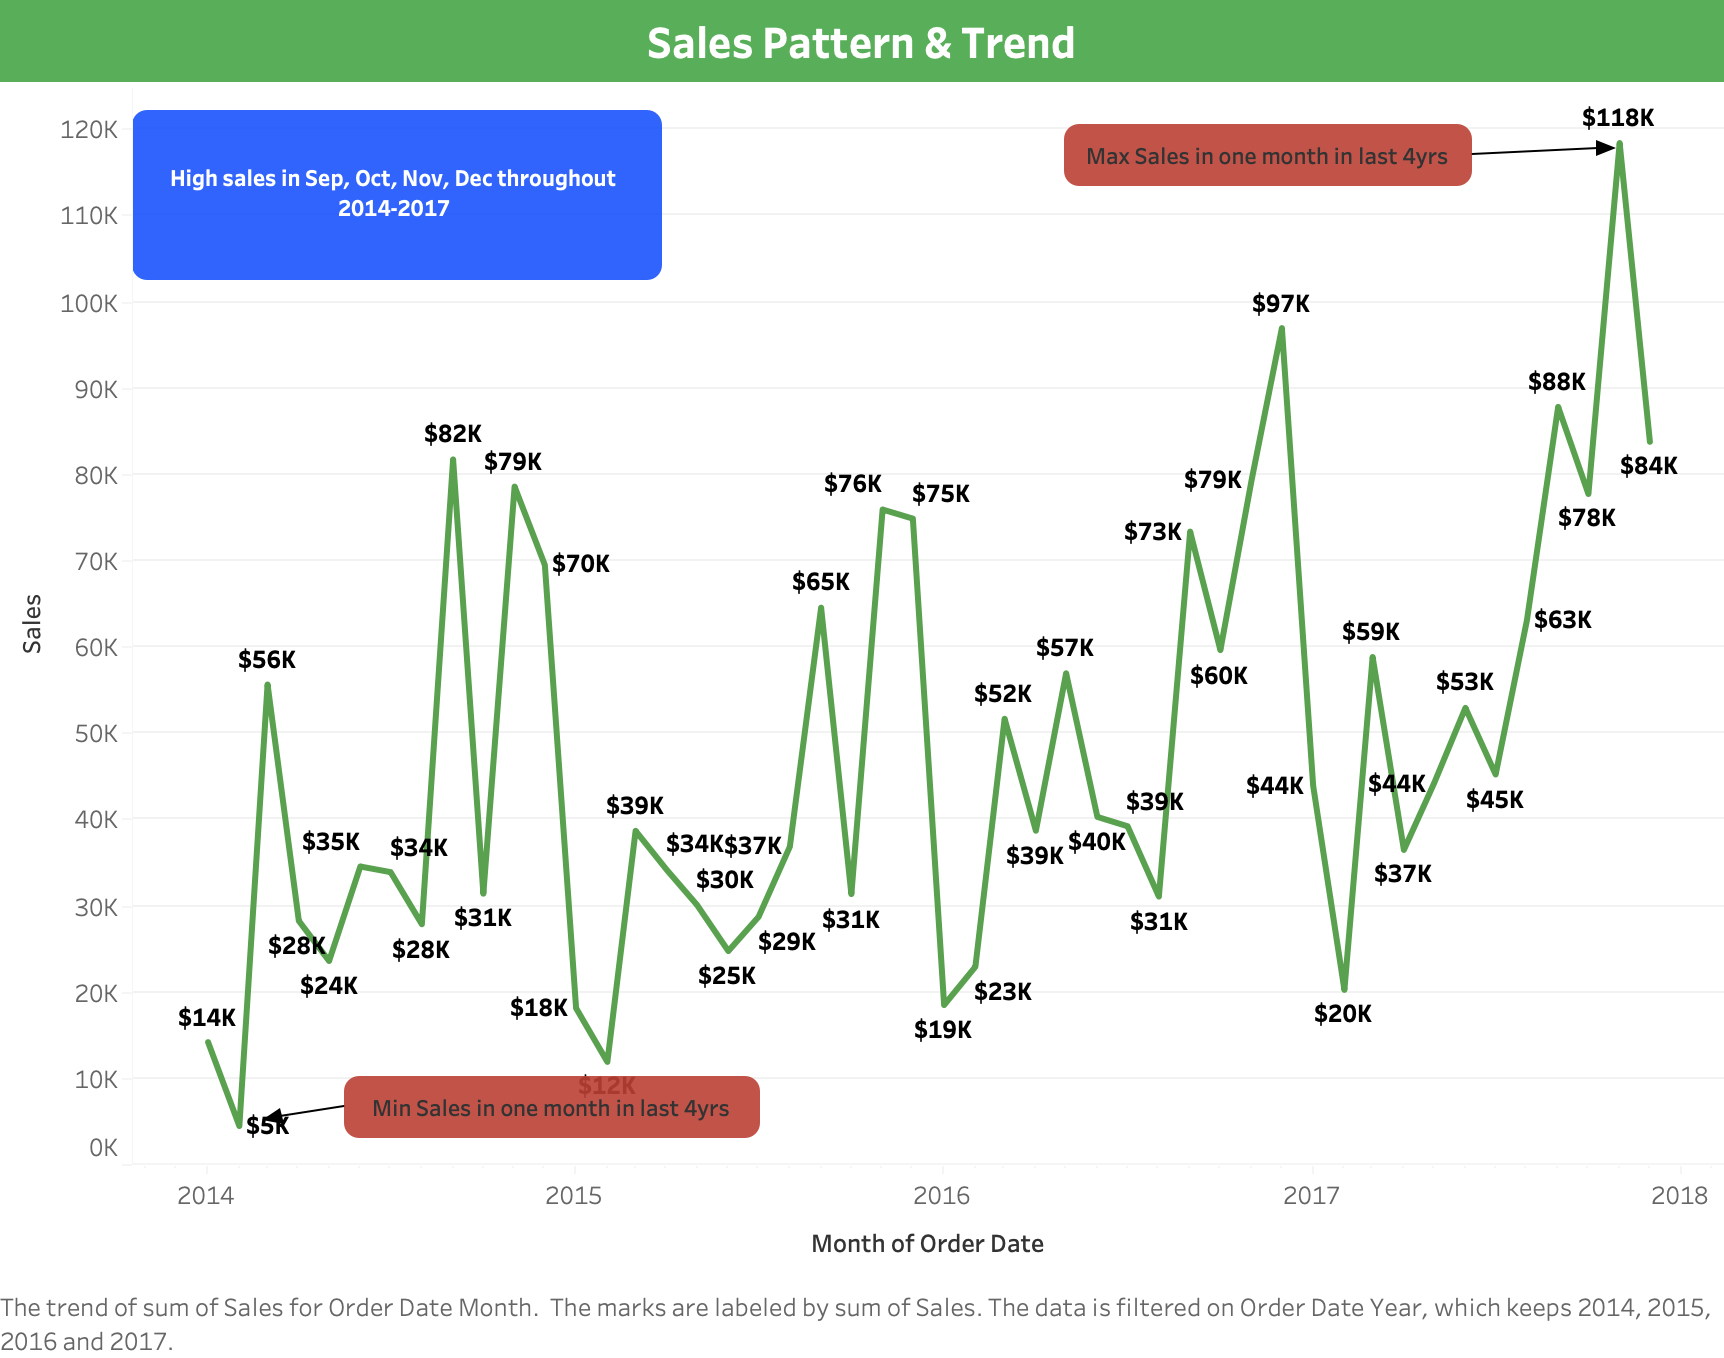 Sales Pattern & Trend
High sales in Sep, Oct, Nov, Dec throughout
2014-2017
Max Sales in one month in last 4yrs
Min Sales in one month in last 4yrs
Sales
120K
110K
100K
90K
80K
70K
60K
50K
40K
30K
20K
10K
0K
$14K
$5K
$56K
$28K
$24K
$35K
$34K
$28K
$82K
$31K
$79K
$70K
$18K
$12K
$39K
$34K
$30K
$25K
$29K
$37K
$65K
$31K
$76K
$75K
$19K
$23K
$52K
$39K
$57K
$40K
$39K
$31K
$73K
$60K
$79K
$97K
$44K
$20K
$59K
$37K
$44K
$53K
$45K
$63K
$88K
$78K
$118K
$84K
2014
2015
2016
2017
2018
Month of Order Date
The trend of sum of Sales for Order Date Month.  The marks are labeled by sum of Sales. The data is filtered on Order Date Year, which keeps 2014, 2015,
2016 and 2017.